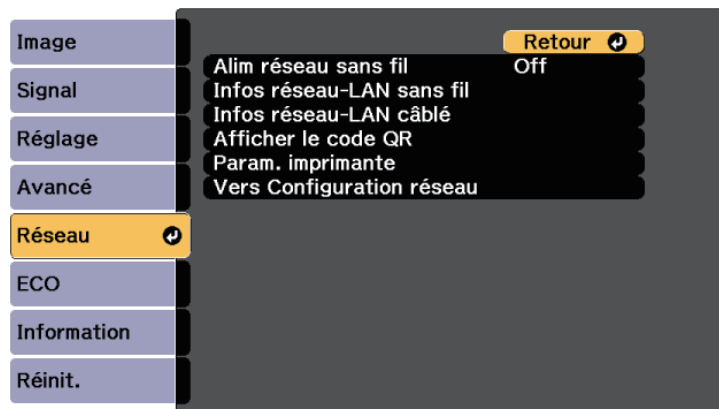 Image
Signal
Réglage
Avancé
Réseau
ECO
Information
Réinit.
Retour
Alim réseau sans fil Off
Infos réseau-LAN sans fil
Infos réseau-LAN câblé
Afficher le code QR
Param. imprimante
Vers Configuration réseau